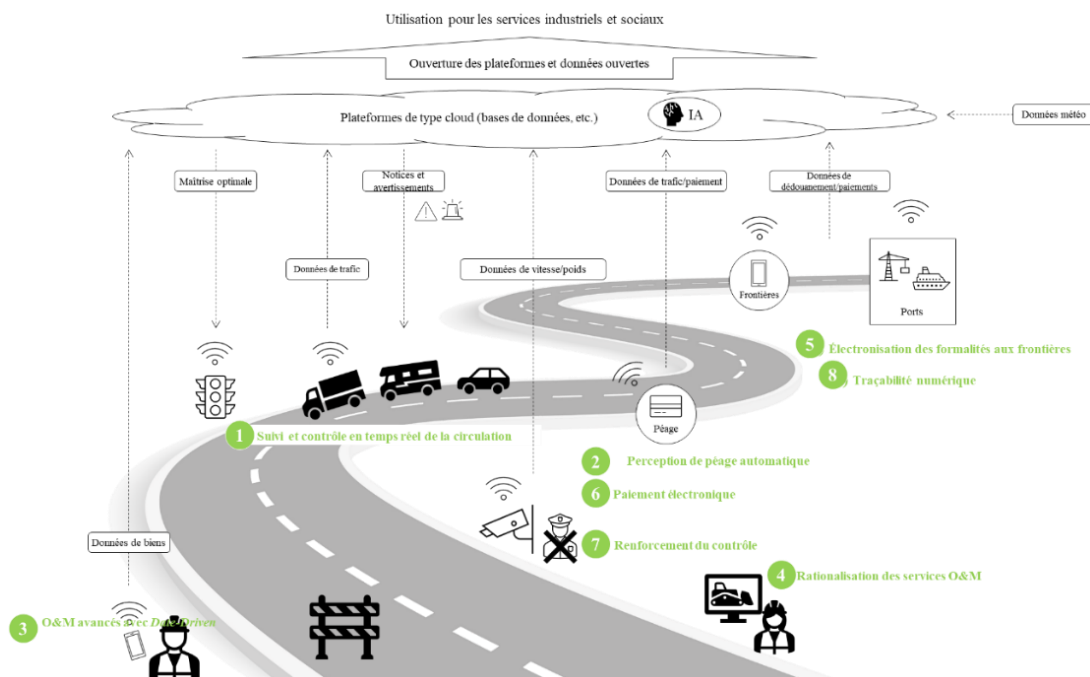 Utilisation pour les services industriels et sociaux
Ouverture des plateformes et données ouvertes
Plateformes de type cloud (bases de données, etc.)
IA
Données météo
Maîtrise optimale
Notices et
avertissements
Données de trafic/paiement
Données de
dédouanement/paiements
Données de trafic
Données de vitesse/poids
Frontières
Ports
5 Électronisation des formalités aux frontières
8 Traçabilité numérique
Péage
1 Suivi et contrôle en temps réel de la circulation
2 Perception de péage automatique
6 Paiement électronique
Données de biens
7 Renforcement du contrôle
4 Rationalisation des services O&M
3 O&M avancés avec Date-Driven